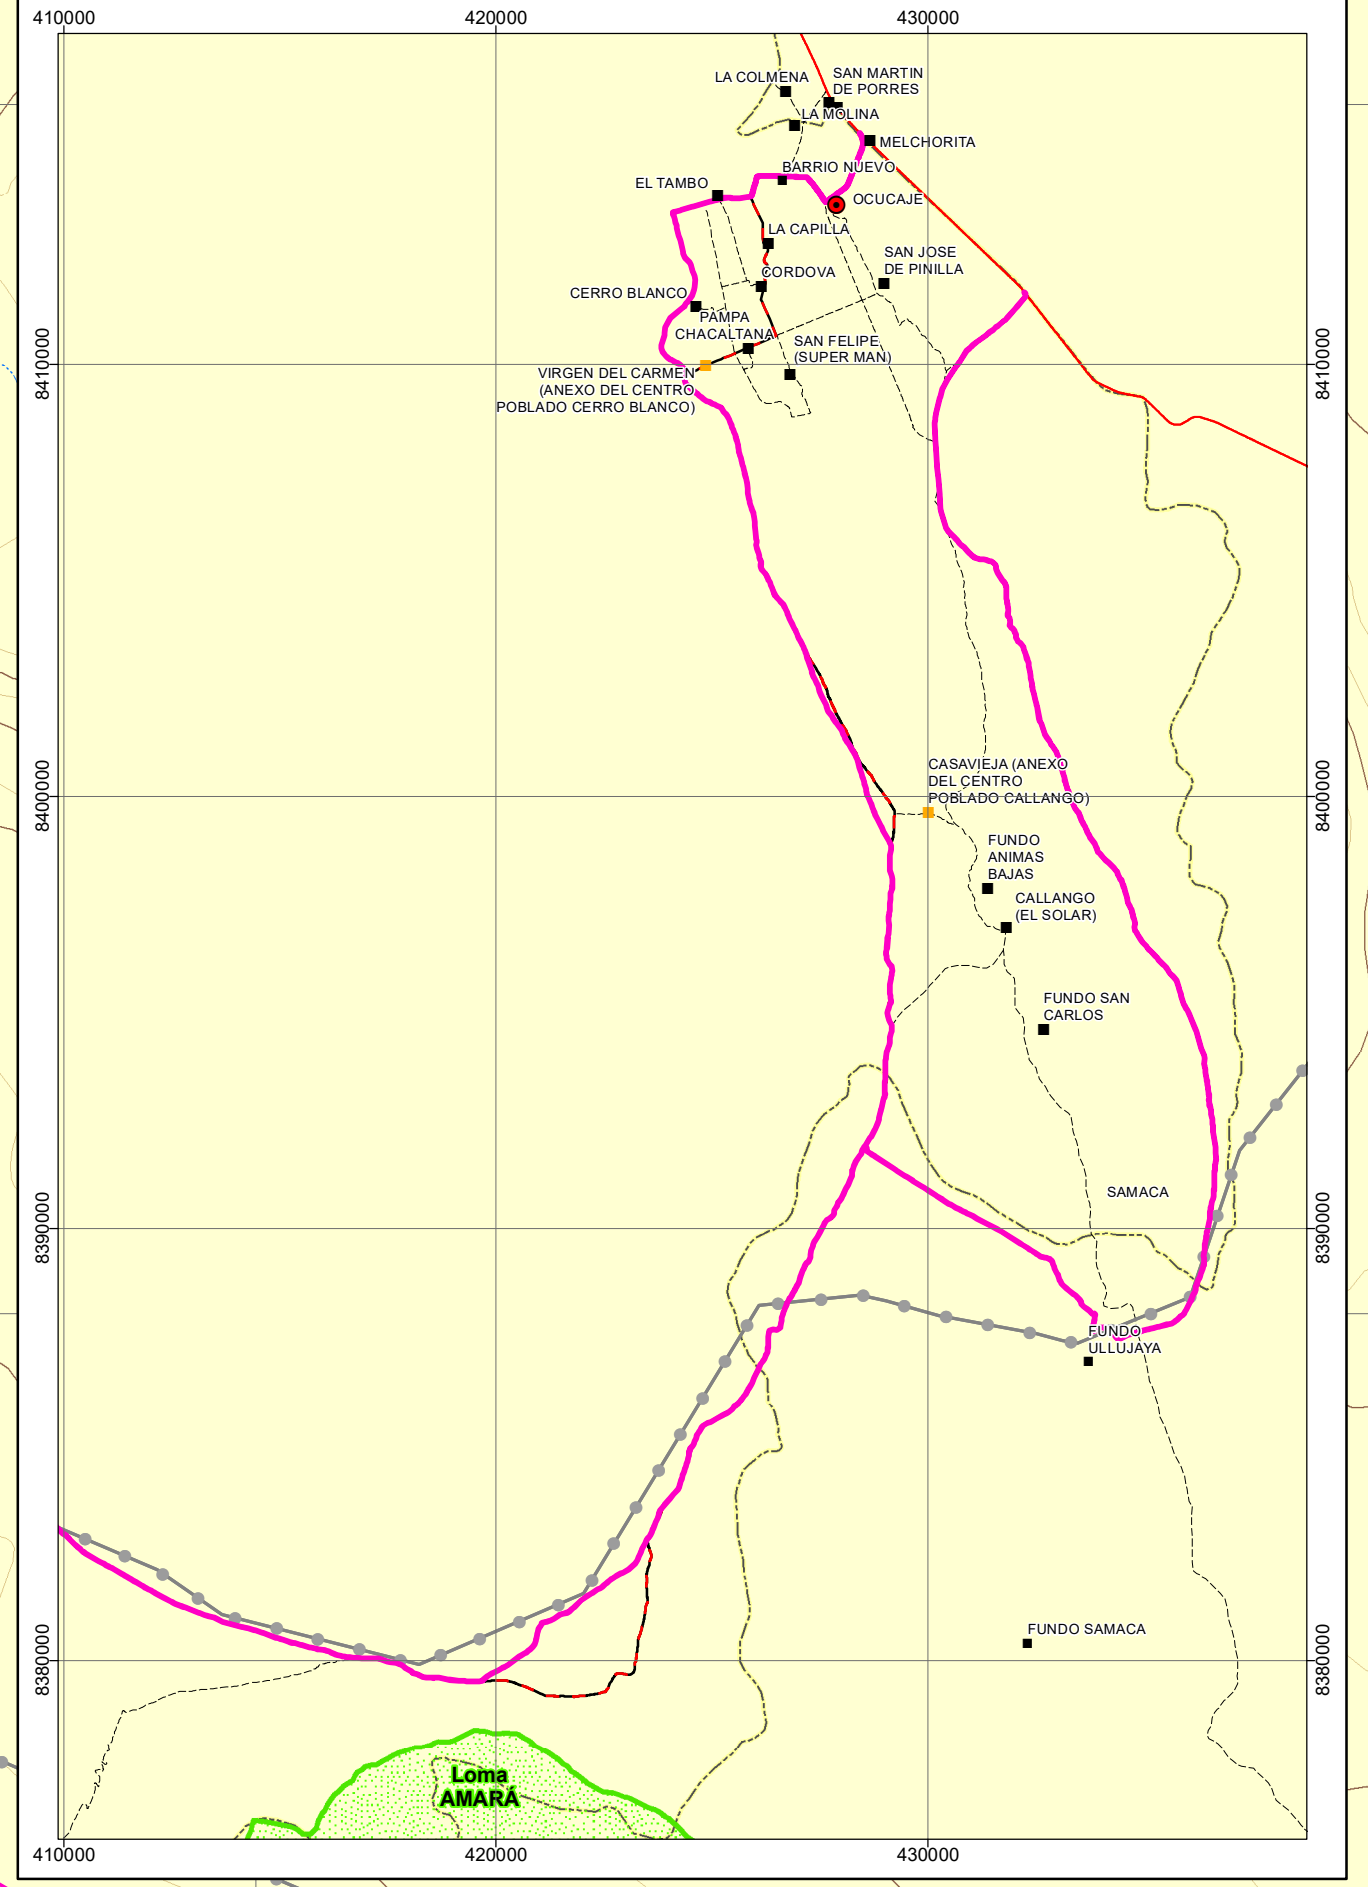 410000
420000
430000
LA COLMENA
SAN MARTIN
DE PORRES
LA MOLINA
MELCHORITA
BARRIO NUEVO
EL TAMBO
OCUCAJE
LA CAPILLA
SAN JOSE
DE PINILLA
CORDOVA
CERRO BLANCO
PAMPA
CHACALTANA
SAN FELIPE
(SUPER MAN)
8410000
8410000
VIRGEN DEL CARMEN
(ANEXO DEL CENTRO
POBLADO CERRO BLANCO)
CASAVIEJA (ANEXO
DEL CENTRO
POBLADO CALLANGO)
8400000
8400000
FUNDO
ANIMAS
BAJAS
CALLANGO
(EL SOLAR)
FUNDO SAN
CARLOS
SAMACA
8390000
8390000
FUNDO
ULLUJAYA
FUNDO SAMACA
8380000
8380000
Loma
AMARÁ
410000
420000
430000